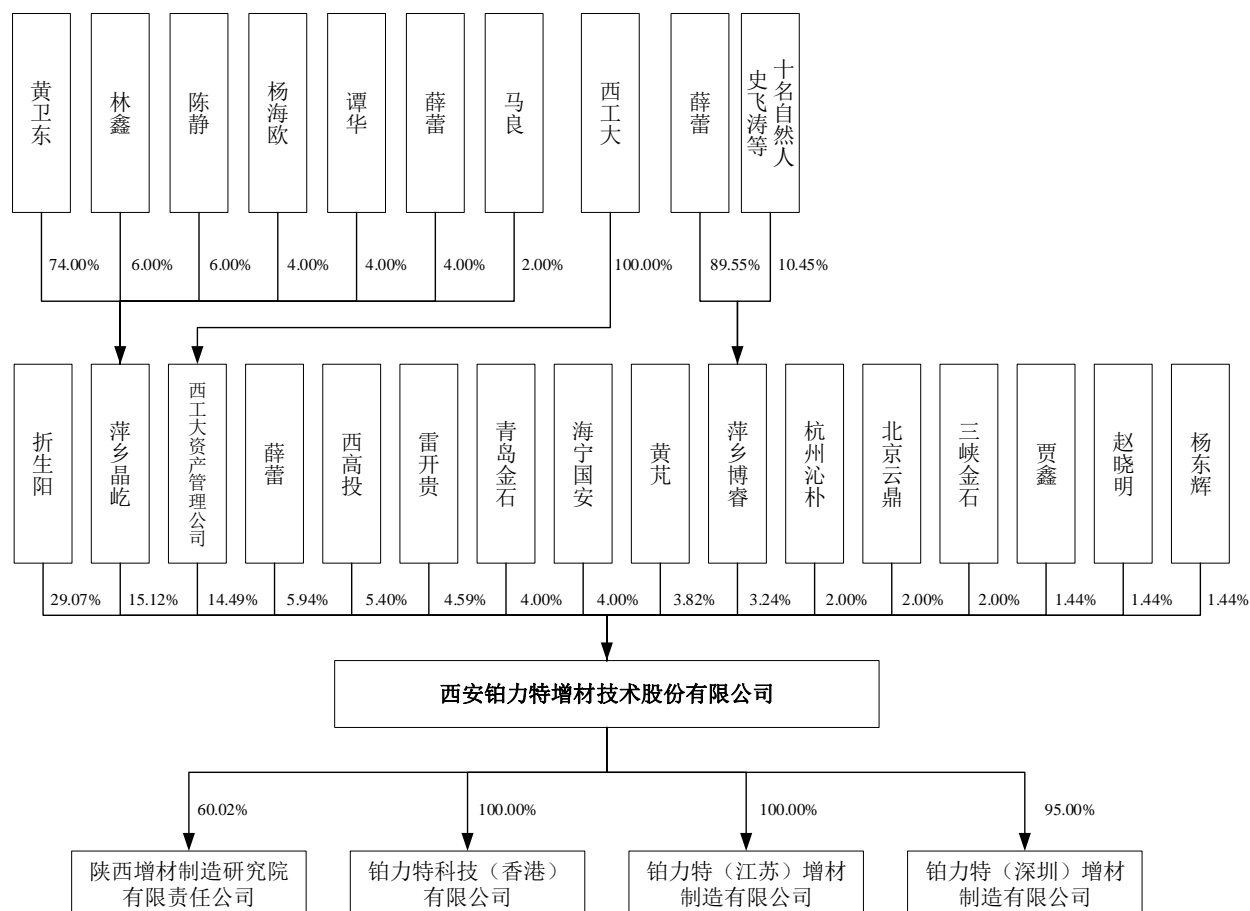 黄卫东
林鑫
陈静
杨海欧
谭华
薛蕾
马良
西工大
薛蕾
十名自然人
史飞涛等
74.00%
6.00%
6.00%
4.00%
4.00%
4.00%
2.00%
100.00%
89.55%
10.45%
折生阳
萍乡晶屹
西工大资产管理公司
薛蕾
西高投
雷开贵
青岛金石
海宁国安
黄芃
萍乡博睿
杭州沁朴
北京云鼎
三峡金石
贾鑫
赵晓明
杨东辉
29.07%
15.12%
14.49%
5.94%
5.40%
4.59%
4.00%
4.00%
3.82%
3.24%
2.00%
2.00%
2.00%
1.44%
1.44%
1.44%
西安铂力特增材技术股份有限公司
60.02%
100.00%
100.00%
95.00%
陕西增材制造研究院
有限责任公司
铂力特科技（香港）
有限公司
铂力特（江苏）增材
制造有限公司
铂力特（深圳）增材
制造有限公司